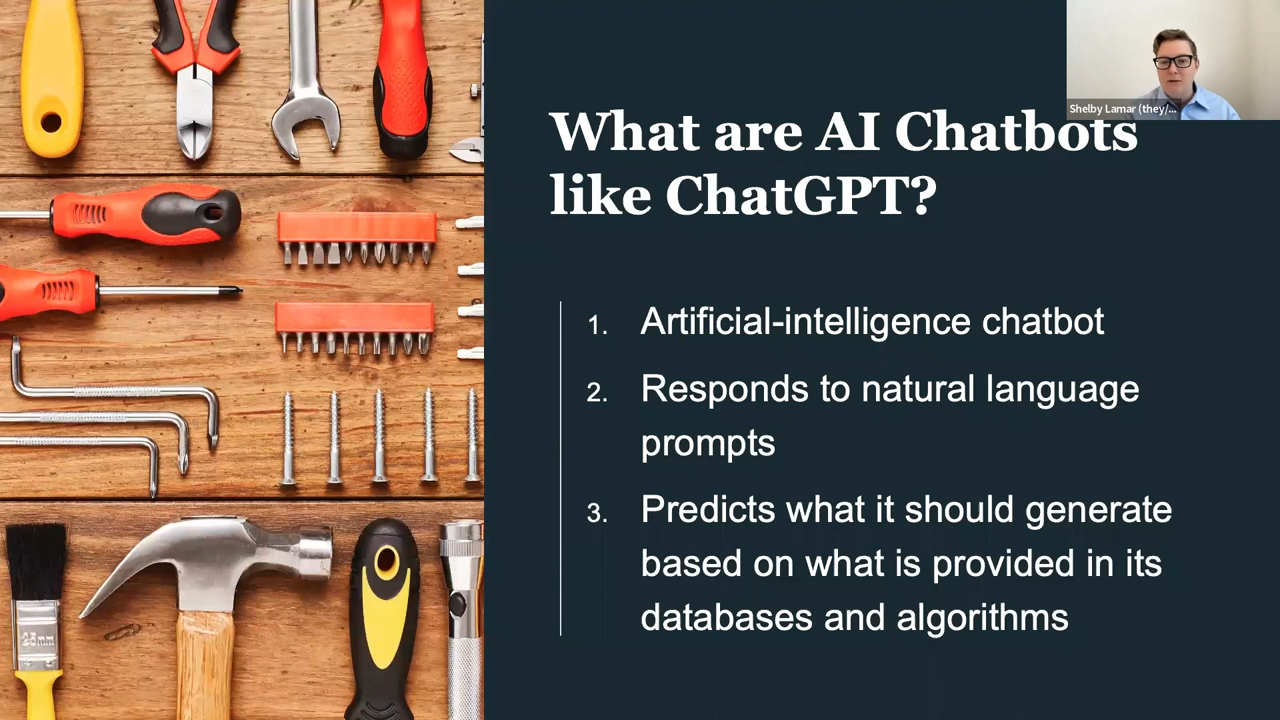 Shelby Lamar (they/...
What are AI Chatbots
like ChatGPT?
1. Artificial-intelligence chatbot
2. Responds to natural language
prompts
3. Predicts what it should generate
based on what is provided in its
databases and algorithms
25mm